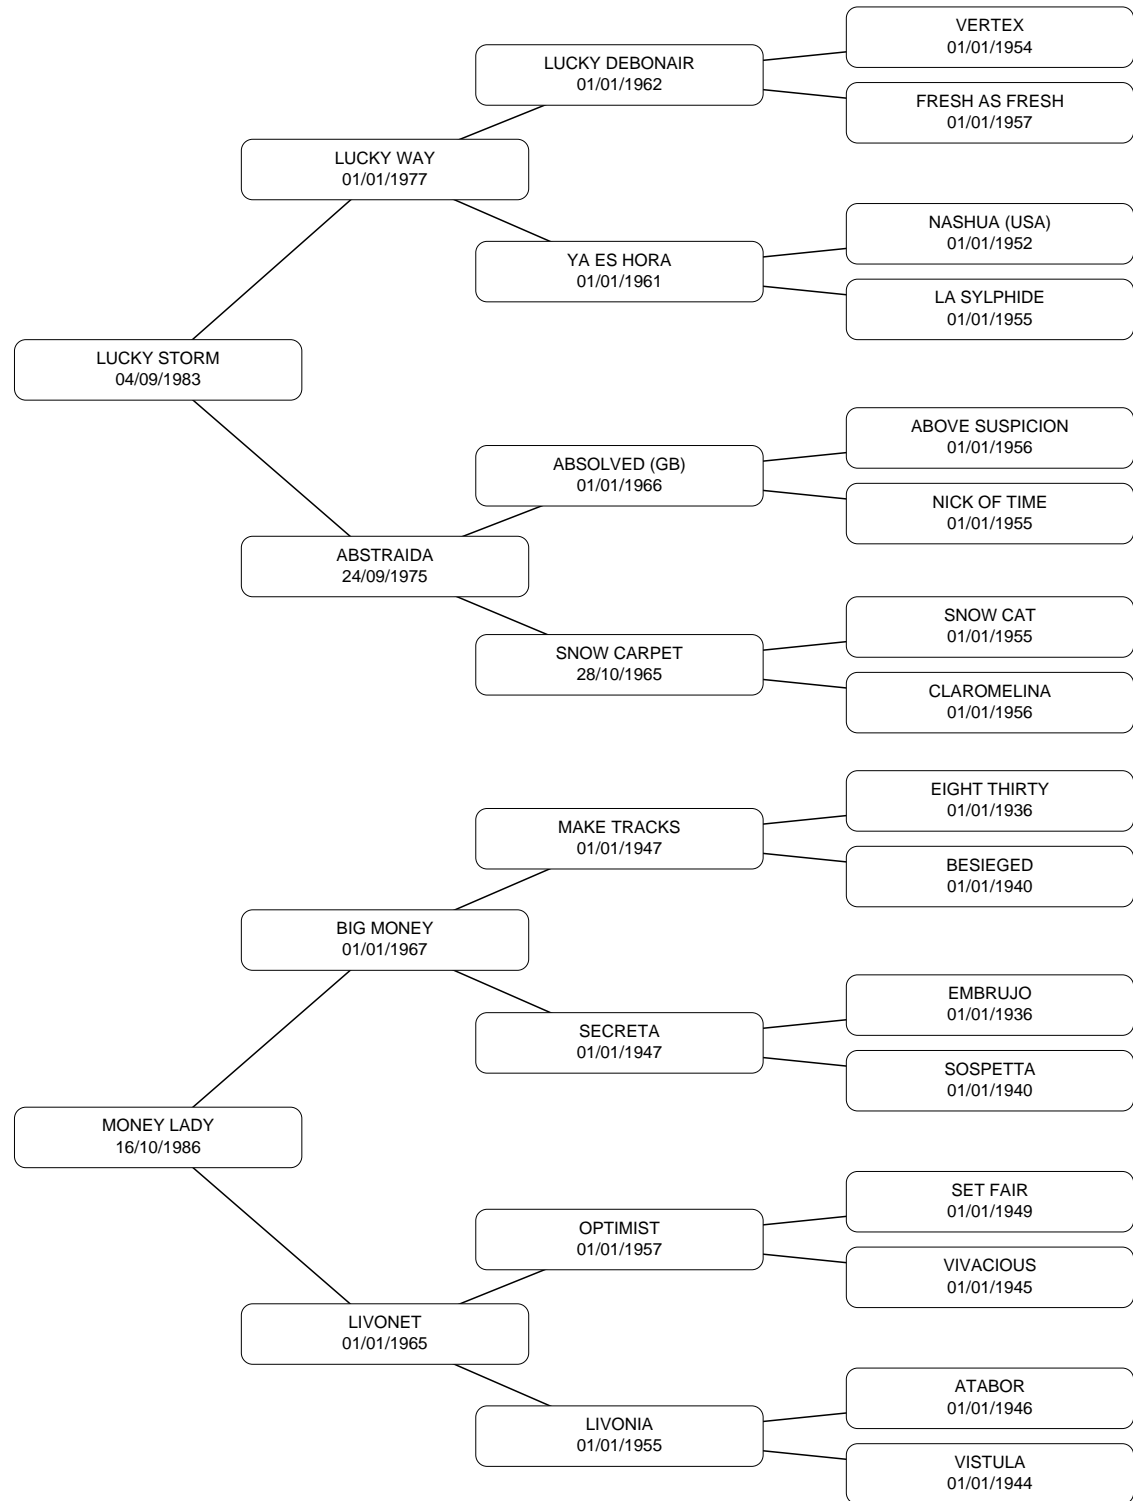 VERTEX
01/01/1954
LUCKY DEBONAIR
01/01/1962
FRESH AS FRESH
01/01/1957
LUCKY WAY
01/01/1977
NASHUA (USA)
01/01/1952
YA ES HORA
01/01/1961
LA SYLPHIDE
01/01/1955
LUCKY STORM
04/09/1983
ABOVE SUSPICION
01/01/1956
ABSOLVED (GB)
01/01/1966
NICK OF TIME
01/01/1955
ABSTRAIDA
24/09/1975
SNOW CAT
01/01/1955
SNOW CARPET
28/10/1965
CLAROMELINA
01/01/1956
EIGHT THIRTY
01/01/1936
MAKE TRACKS
01/01/1947
BESIEGED
01/01/1940
BIG MONEY
01/01/1967
EMBRUJO
01/01/1936
SECRETA
01/01/1947
SOSPETTA
01/01/1940
MONEY LADY
16/10/1986
SET FAIR
01/01/1949
OPTIMIST
01/01/1957
VIVACIOUS
01/01/1945
LIVONET
01/01/1965
ATABOR
01/01/1946
LIVONIA
01/01/1955
VISTULA
01/01/1944